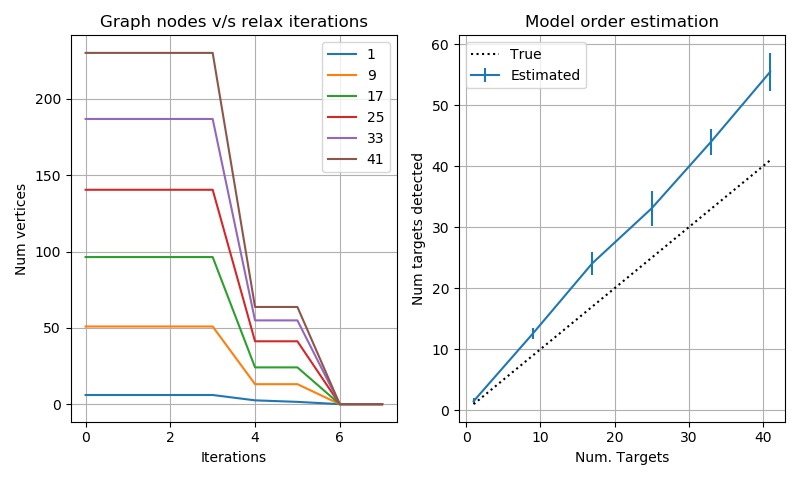 Graph nodes v/s relax iterations
Num vertices
200
150
100
50
0
0 2 4 6
Iterations
1
9
17
25
33
41
Model order estimation
Num targets detected
60
50
40
30
20
10
0
0 10 20 30 40
Num. Targets
True
Estimated